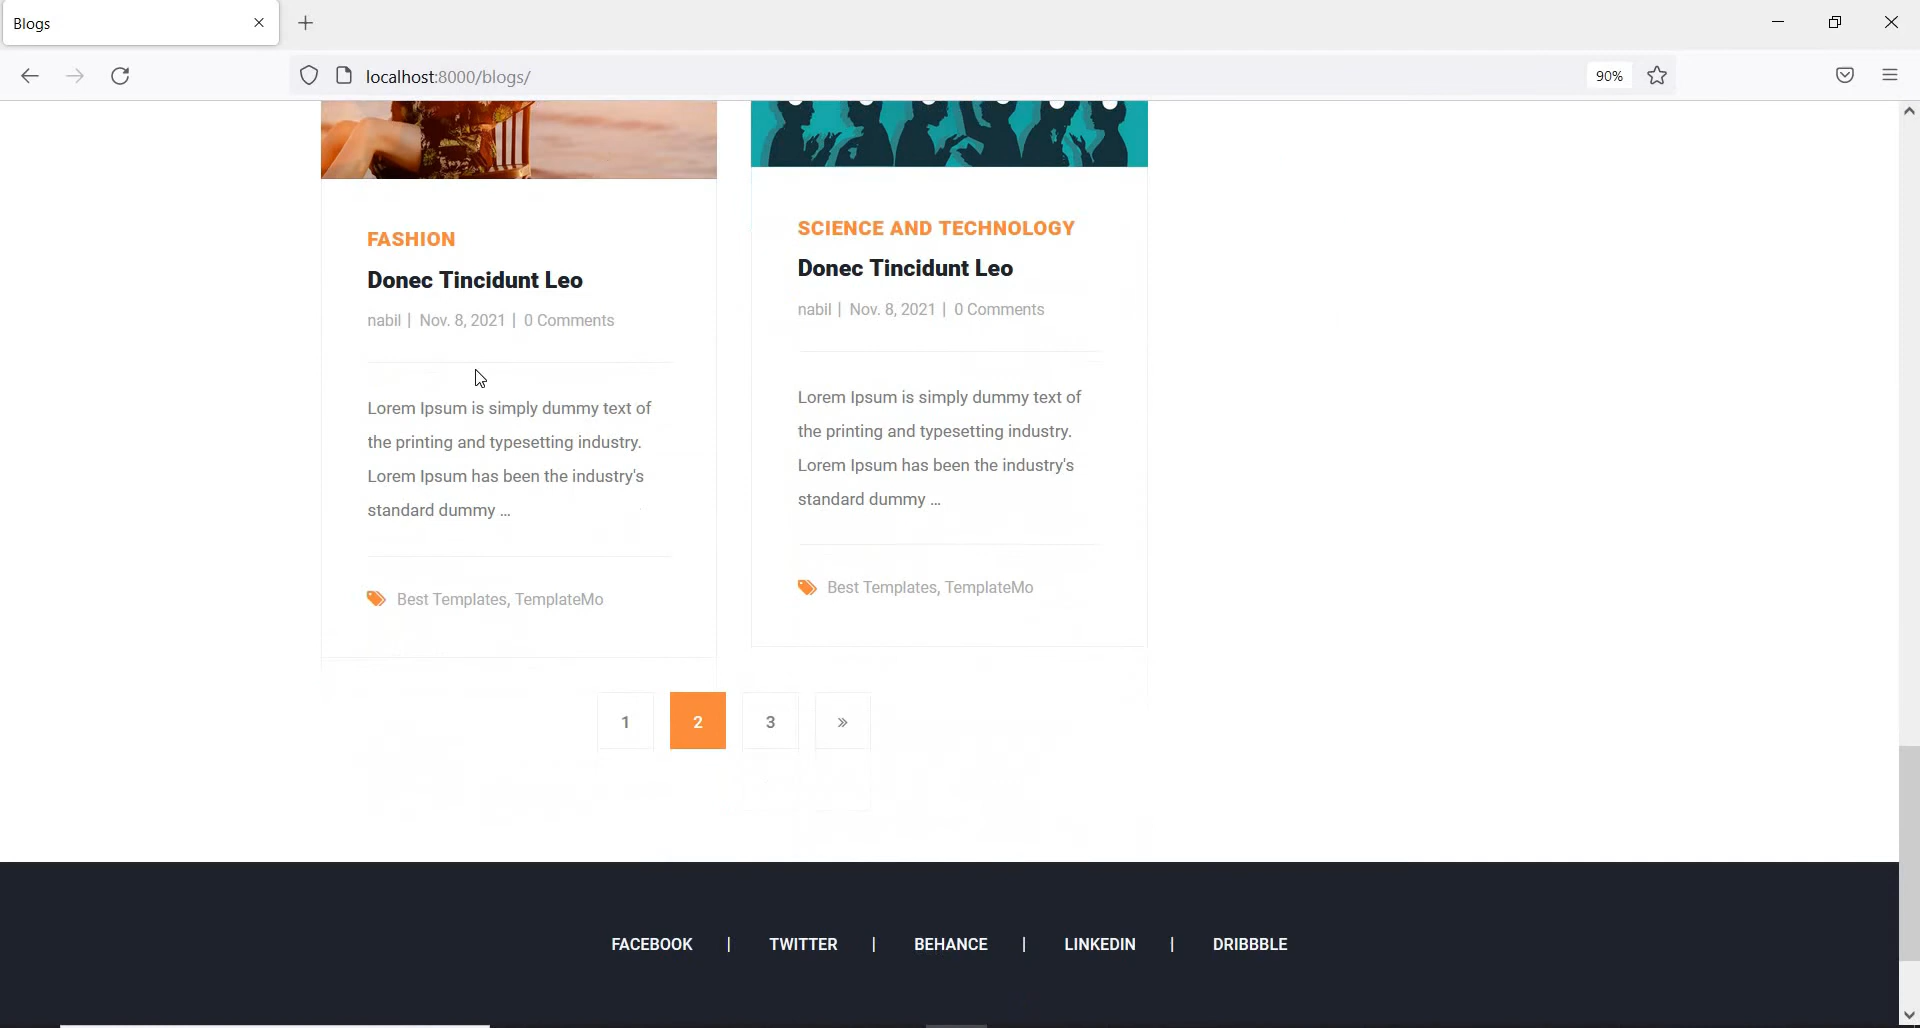 Blogs
localhost:8000/blogs/
90%
FASHION
Donec Tincidunt Leo
nabil | Nov. 8, 2021 | 0 Comments
Lorem Ipsum is simply dummy text of
the printing and typesetting industry.
Lorem Ipsum has been the industry's
standard dummy ...
Best Templates, TemplateMo
SCIENCE AND TECHNOLOGY
Donec Tincidunt Leo
nabil | Nov. 8, 2021 | 0 Comments
Lorem Ipsum is simply dummy text of
the printing and typesetting industry.
Lorem Ipsum has been the industry's
standard dummy ...
Best Templates, TemplateMo
1 2 3 »
FACEBOOK | TWITTER | BEHANCE | LINKEDIN | DRIBBBLE